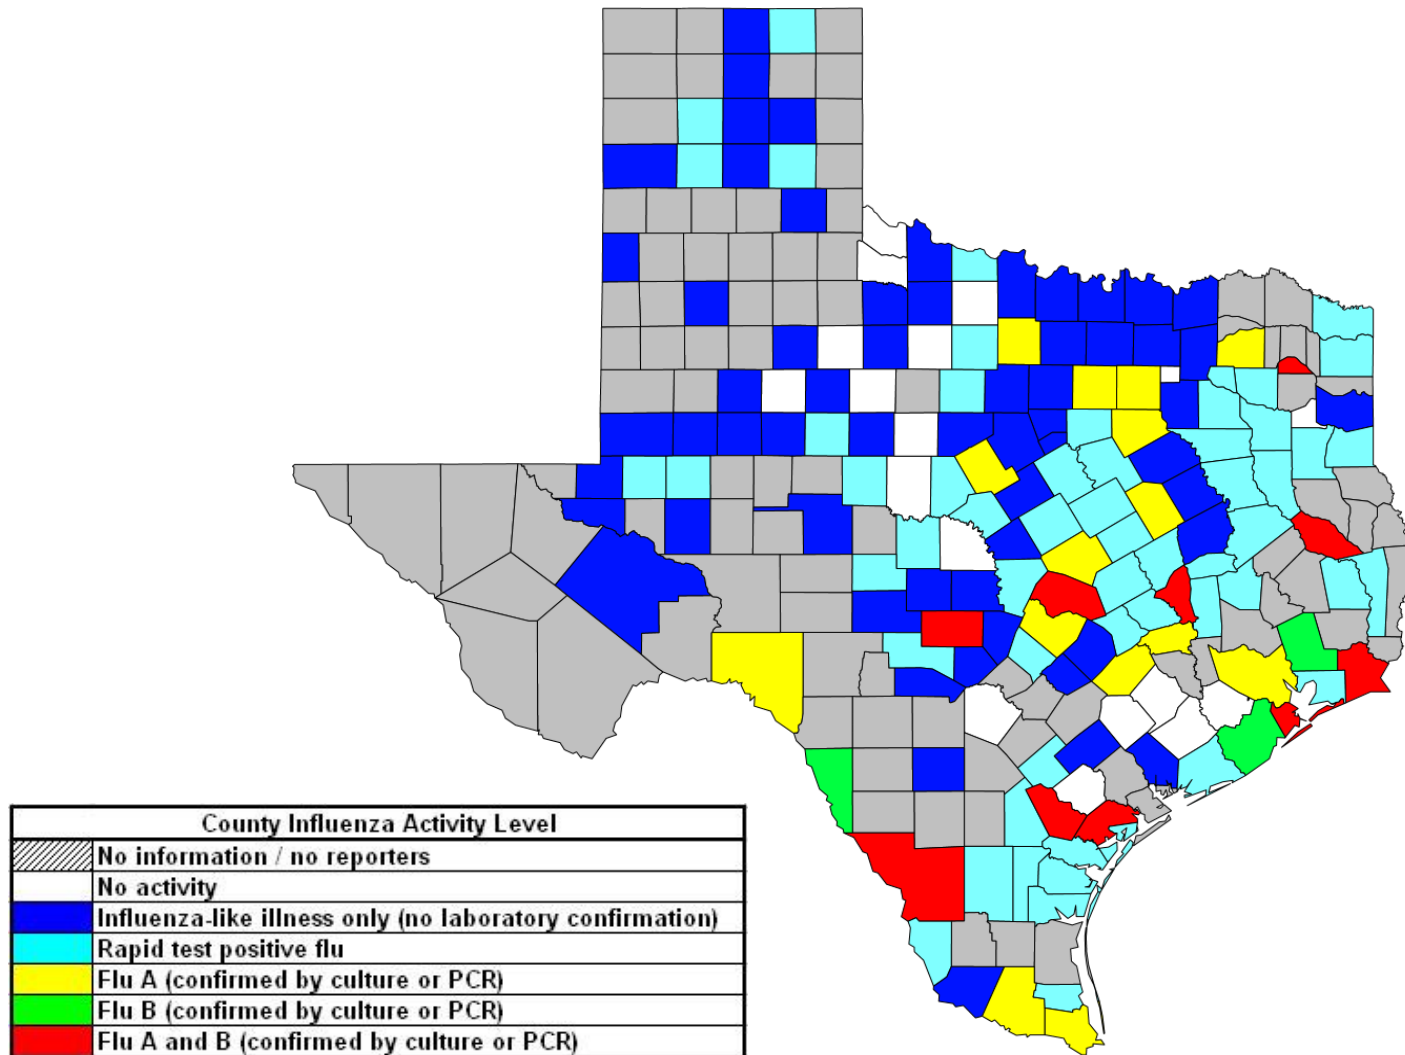 County Influenza Activity Level
No information / no reporters
No activity
Influenza-like illness only (no laboratory confirmation)
Rapid test positive flu
Flu A (confirmed by culture or PCR)
Flu B (confirmed by culture or PCR)
Flu A and B (confirmed by culture or PCR)